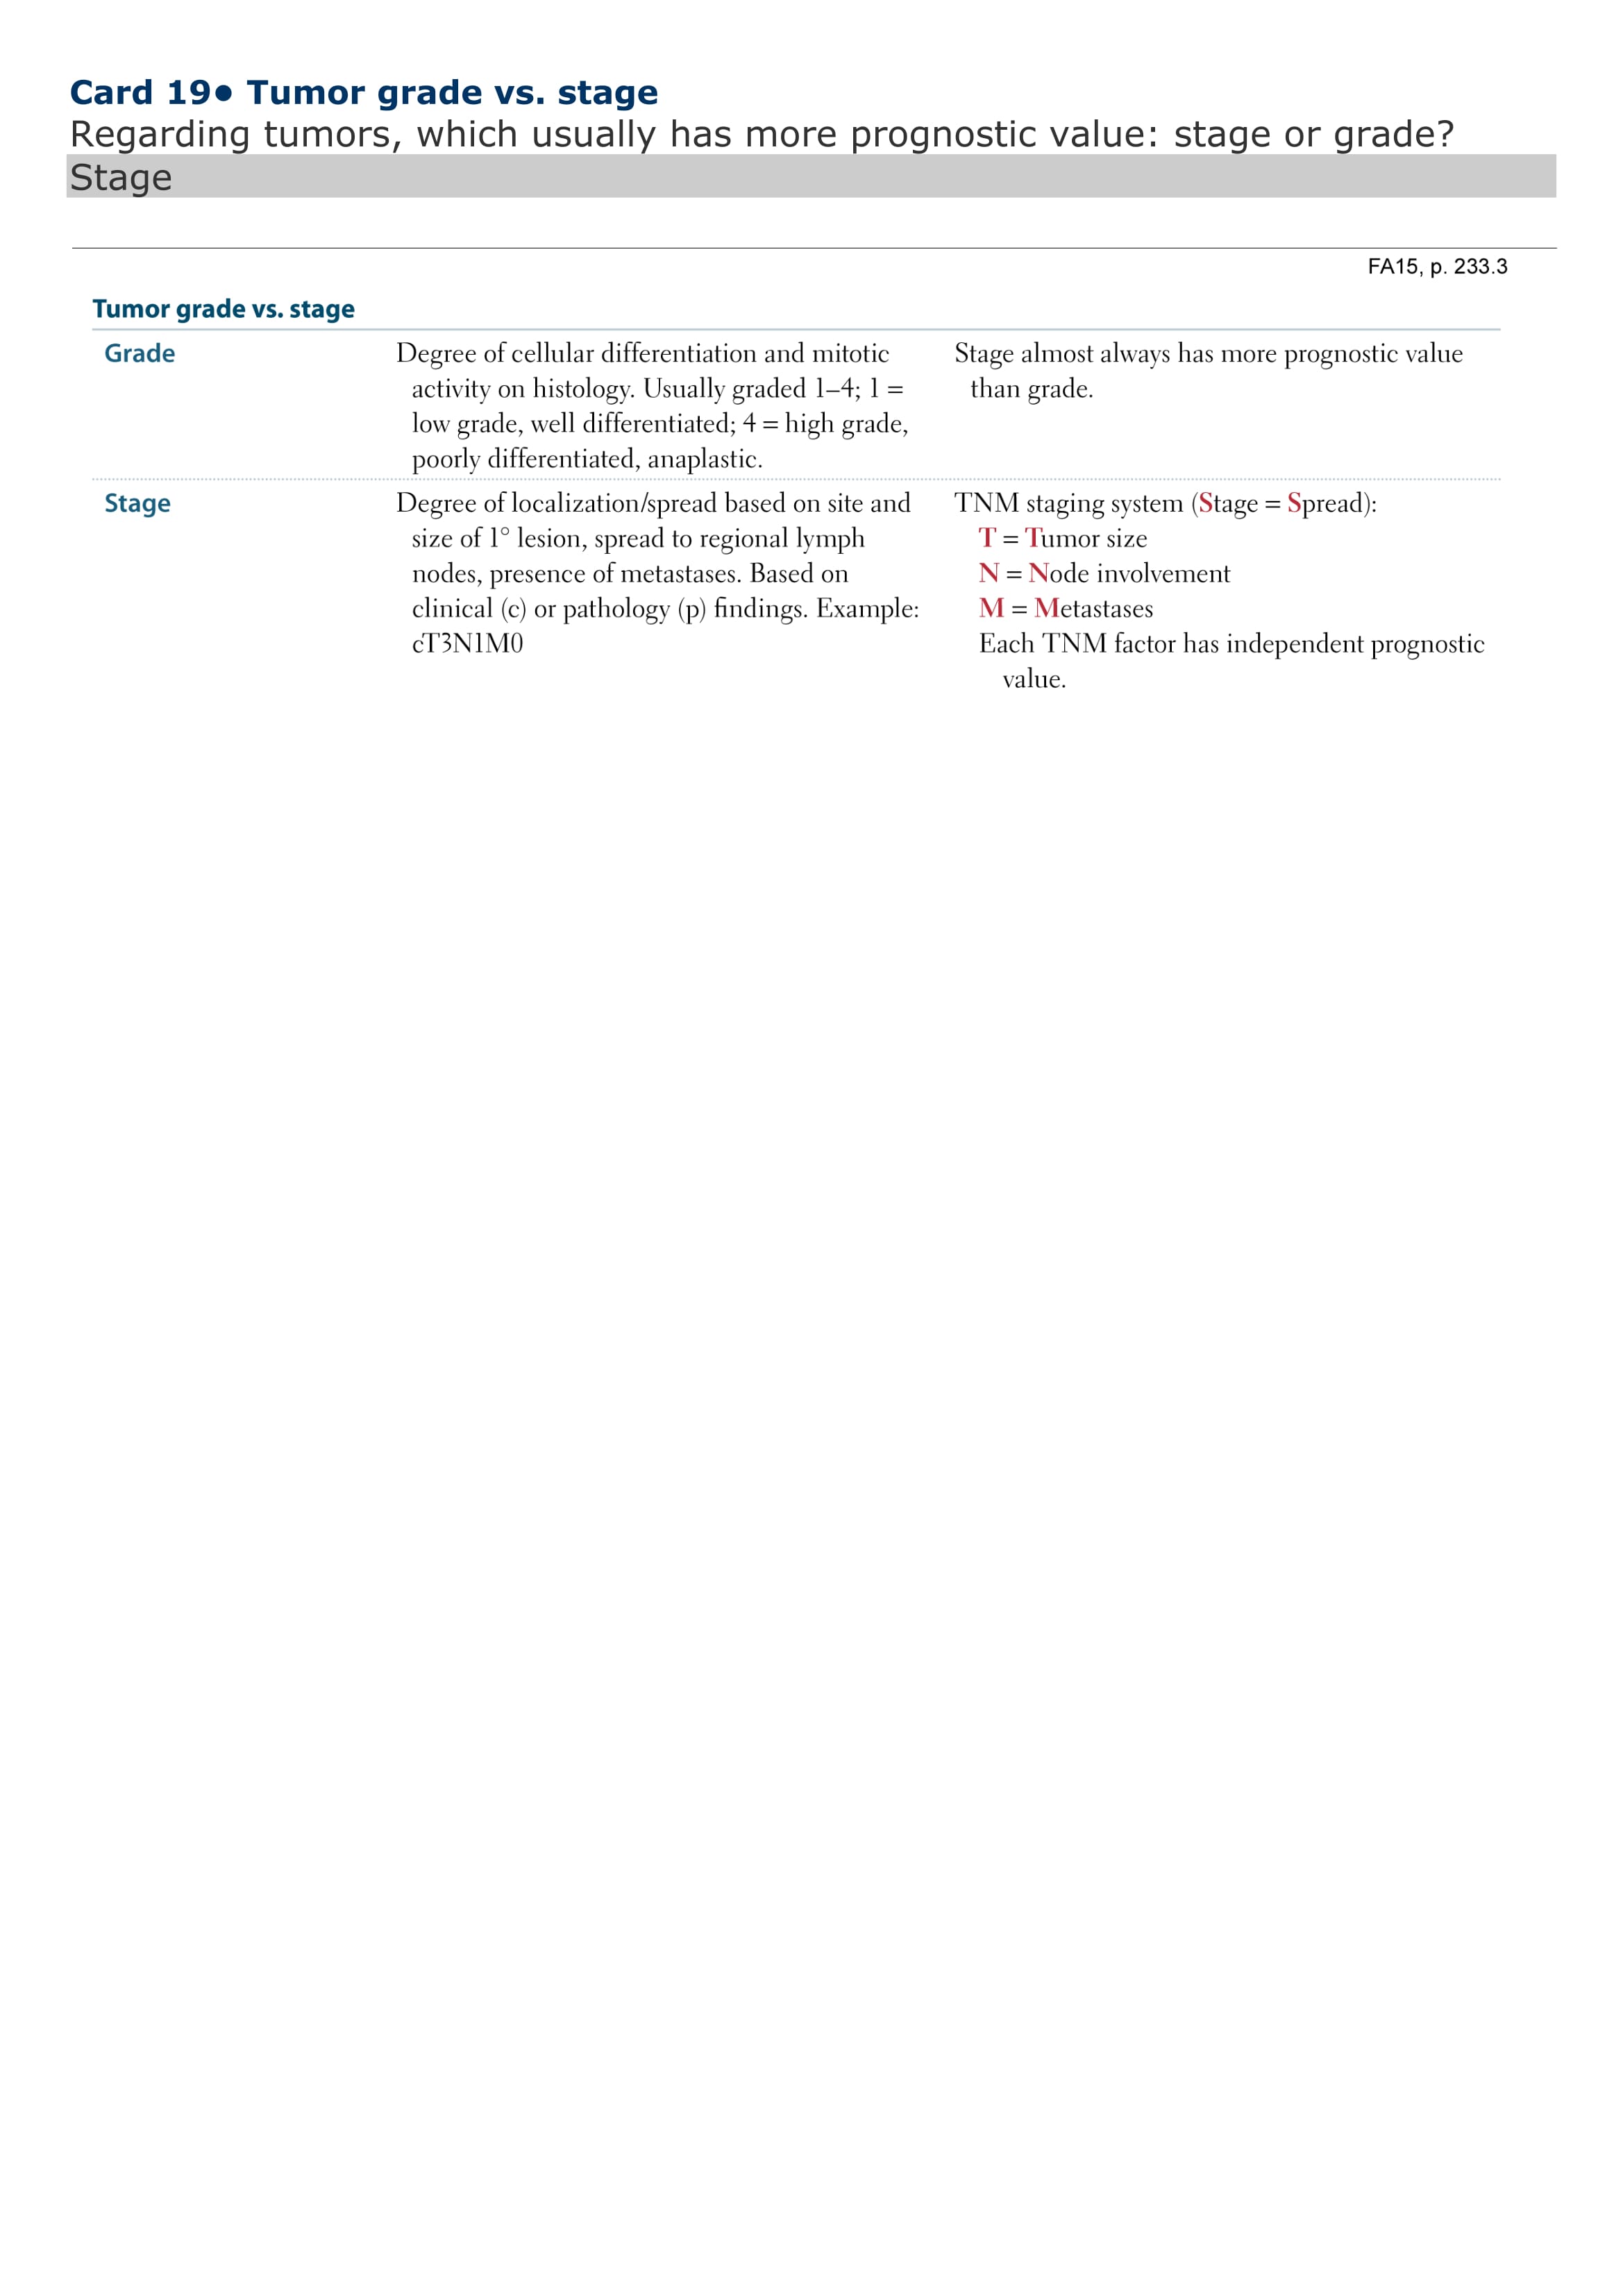 Card 19● Tumor grade vs. stage
Regarding tumors, which usually has more prognostic value: stage or grade?
Stage
FA15, p. 233.3
Tumor grade vs. stage
Grade
Degree of cellular differentiation and mitotic
activity on histology. Usually graded 1–4; 1 =
low grade, well differentiated; 4 = high grade,
poorly differentiated, anaplastic.
Stage almost always has more prognostic value
than grade.
Stage
Degree of localization/spread based on site and
size of 1° lesion, spread to regional lymph
nodes, presence of metastases. Based on
clinical (c) or pathology (p) findings. Example:
cT3N1M0
TNM staging system (Stage = Spread):
T = Tumor size
N = Node involvement
M = Metastases
Each TNM factor has independent prognostic
value.